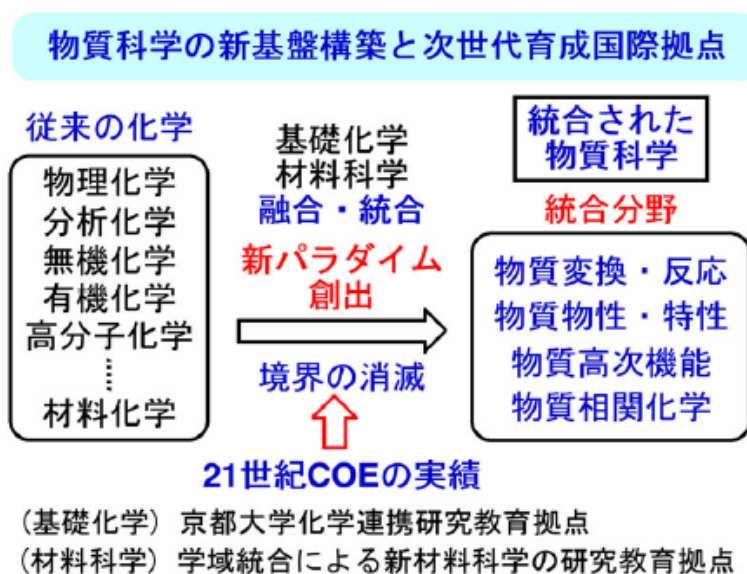 物質科学の新基盤構築と次世代育成国際拠点
従来の化学
物理化学
分析化学
無機化学
有機化学
高分子化学
材料化学
基礎化学
材料科学
融合・統合
新パラダイム
創出
境界の消滅
21世紀COEの実績
統合された
物質科学
統合分野
物質変換・反応
物質物性・特性
物質高次機能
物質相関化学
(基礎化学) 京都大学化学連携研究教育拠点
(材料科学) 学域統合による新材料科学の研究教育拠点